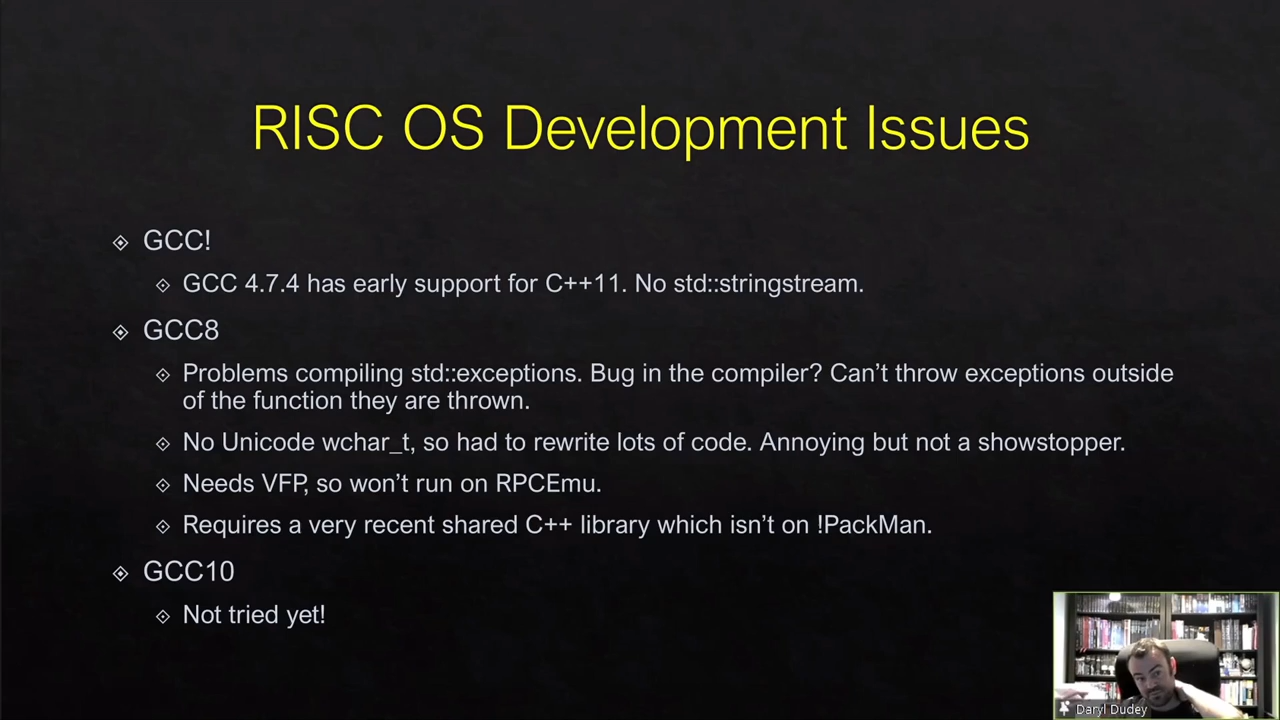 RISC OS Development Issues
GCC!
GCC 4.7.4 has early support for C++11. No std::stringstream.
GCC8
Problems compiling std::exceptions. Bug in the compiler? Can't throw exceptions outside
of the function they are thrown.
No Unicode wchar_t, so had to rewrite lots of code. Annoying but not a showstopper.
Needs VFP, so won't run on RPCEmu.
Requires a very recent shared C++ library which isn't on !PackMan.
GCC10
Not tried yet!
Daryl Dudey